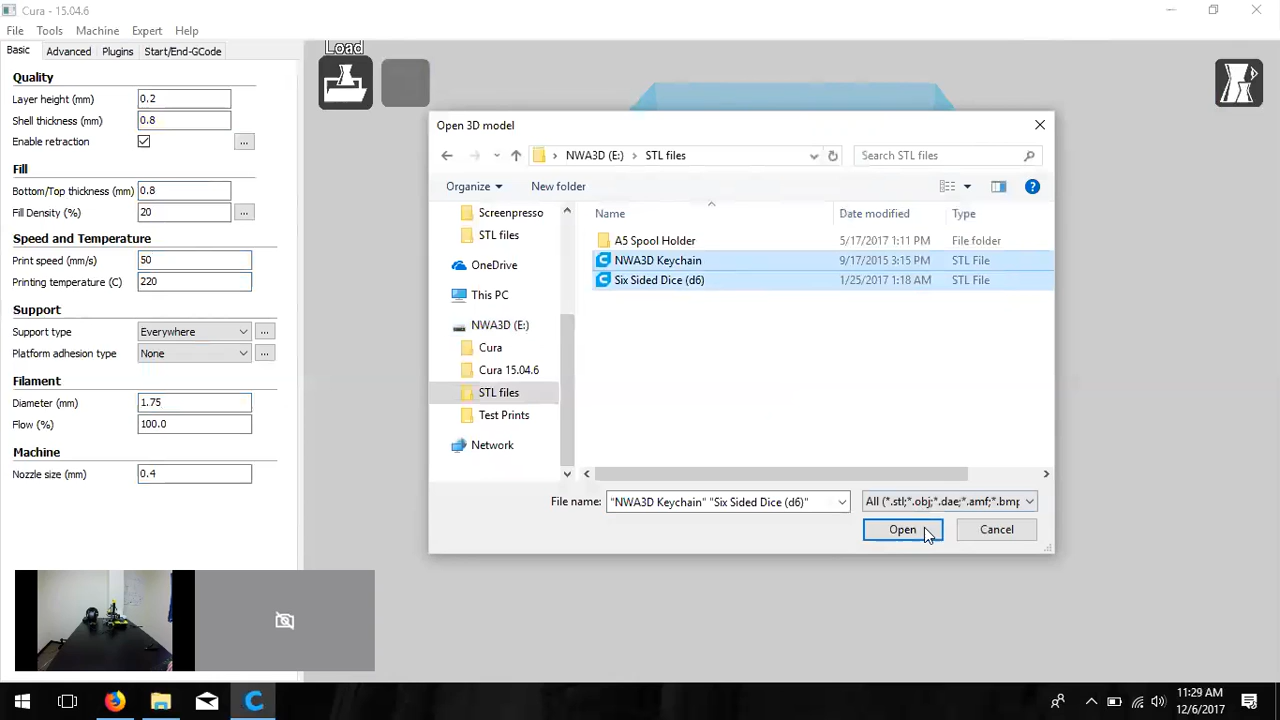 Cura - 15.04.6
File Tools Machine Expert Help
Basic Advanced Plugins Start/End-GCode
Quality
Layer height (mm) 0.2
Shell thickness (mm) 0.8
Enable retraction ...
Fill
Bottom/Top thickness (mm) 0.8
Fill Density (%) 20 ...
Speed and Temperature
Print speed (mm/s) 50
Printing temperature (C) 220
Support
Support type Everywhere ...
Platform adhesion type None ...
Filament
Diameter (mm) 1.75
Flow (%) 100.0
Machine
Nozzle size (mm) 0.4
Load
Open 3D model
NWA3D (E:) STL files Search STL files
Organize New folder
Screenpresso
STL files
OneDrive
This PC
NWA3D (E:)
Cura
Cura 15.04.6
STL files
Test Prints
Network
Name Date modified Type
A5 Spool Holder 5/17/2017 1:11 PM File folder
NWA3D Keychain 9/17/2015 3:15 PM STL File
Six Sided Dice (d6) 1/25/2017 1:18 AM STL File
File name: "NWA3D Keychain" "Six Sided Dice (d6)" All (*.stl;*.obj;*.dae;*.amf;*.bmp
Open Cancel
11:29 AM
12/6/2017